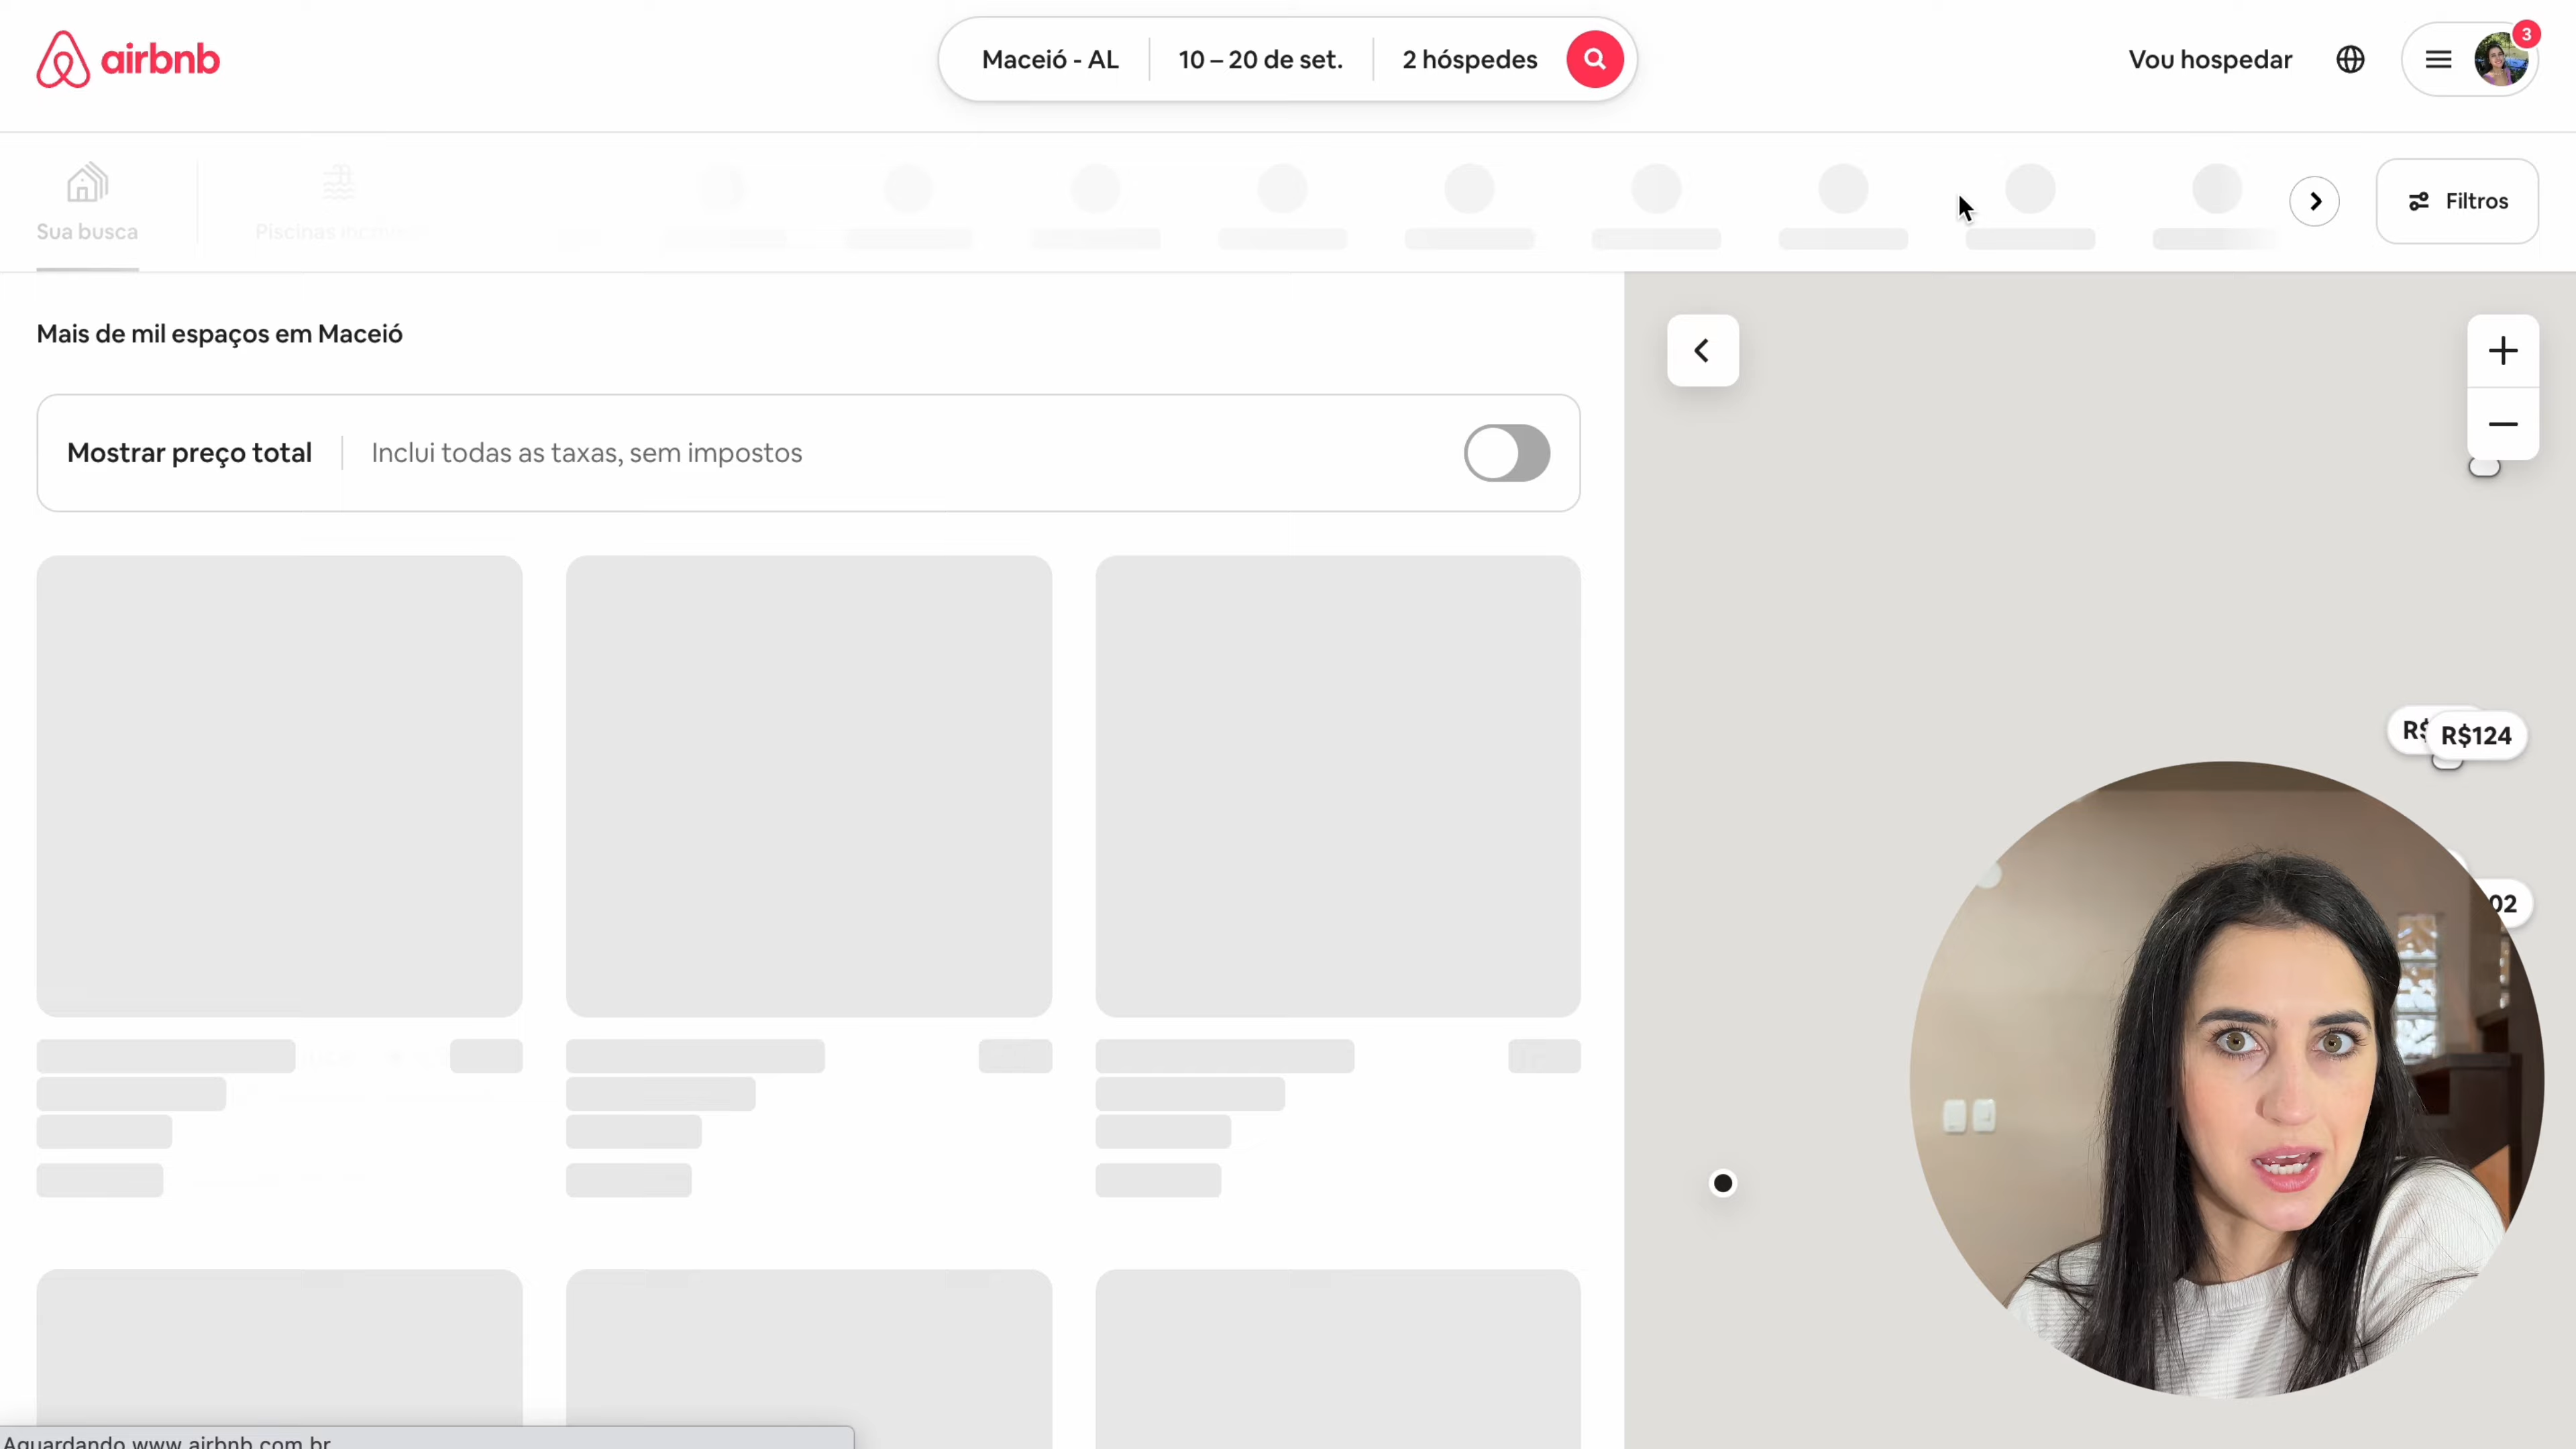 airbnb
Maceió - AL
10 – 20 de set.
2 hóspedes
Vou hospedar
3
Sua busca
Piscinas
Filtros
Mais de mil espaços em Maceió
Mostrar preço total
Inclui todas as taxas, sem impostos
R$
R$124
02
Aguardando www.airbnb.com.br